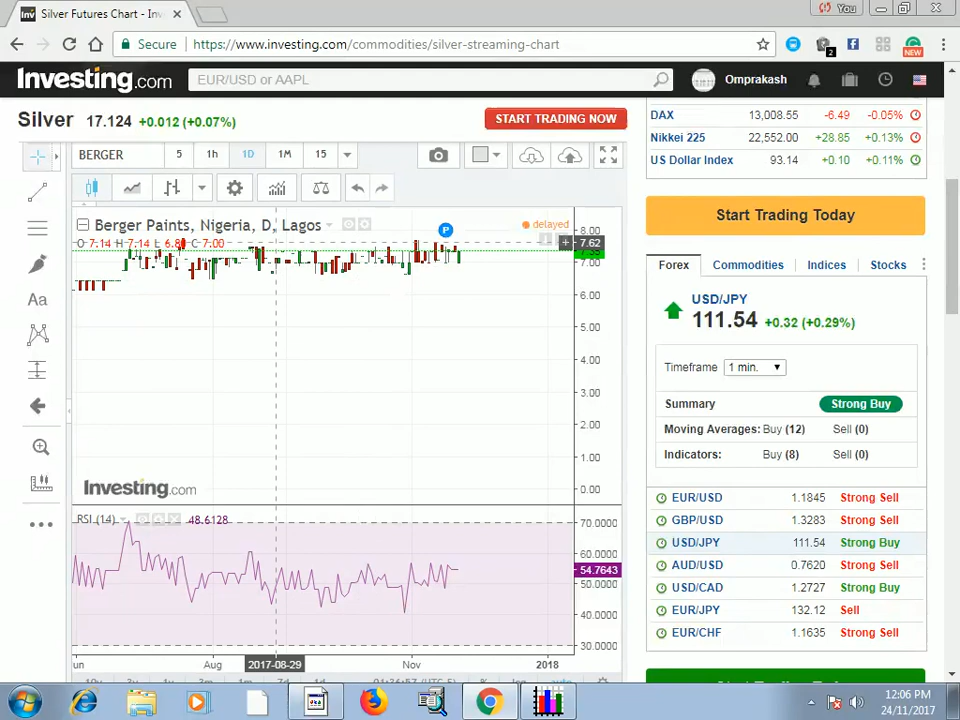 Silver Futures Chart - Inv
You
Secure
https://www.investing.com/commodities/silver-streaming-chart
2
NEW
Investing.com
EUR/USD or AAPL
Omprakash
Silver 17.124 +0.012 (+0.07%)
START TRADING NOW
BERGER 5 1h 1D 1M 15
Berger Paints, Nigeria, D, Lagos
delayed
O 7.14 H 7.14 L 6.80 C 7.00
P
8.00
7.62
7.00
6.00
5.00
4.00
3.00
2.00
1.00
0.00
Investing.com
RSI (14) 48.6128
70.0000
60.0000
54.7643
50.0000
40.0000
30.0000
Aug 2017-08-29 Nov 2018
Aa
DAX 13,008.55 -6.49 -0.05%
Nikkei 225 22,552.00 +28.85 +0.13%
US Dollar Index 93.14 +0.10 +0.11%
Start Trading Today
Forex Commodities Indices Stocks
USD/JPY
111.54 +0.32 (+0.29%)
Timeframe 1 min.
Summary Strong Buy
Moving Averages: Buy (12) Sell (0)
Indicators: Buy (8) Sell (0)
EUR/USD 1.1845 Strong Sell
GBP/USD 1.3283 Strong Sell
USD/JPY 111.54 Strong Buy
AUD/USD 0.7620 Strong Sell
USD/CAD 1.2727 Strong Buy
EUR/JPY 132.12 Sell
EUR/CHF 1.1635 Strong Sell
12:06 PM
24/11/2017